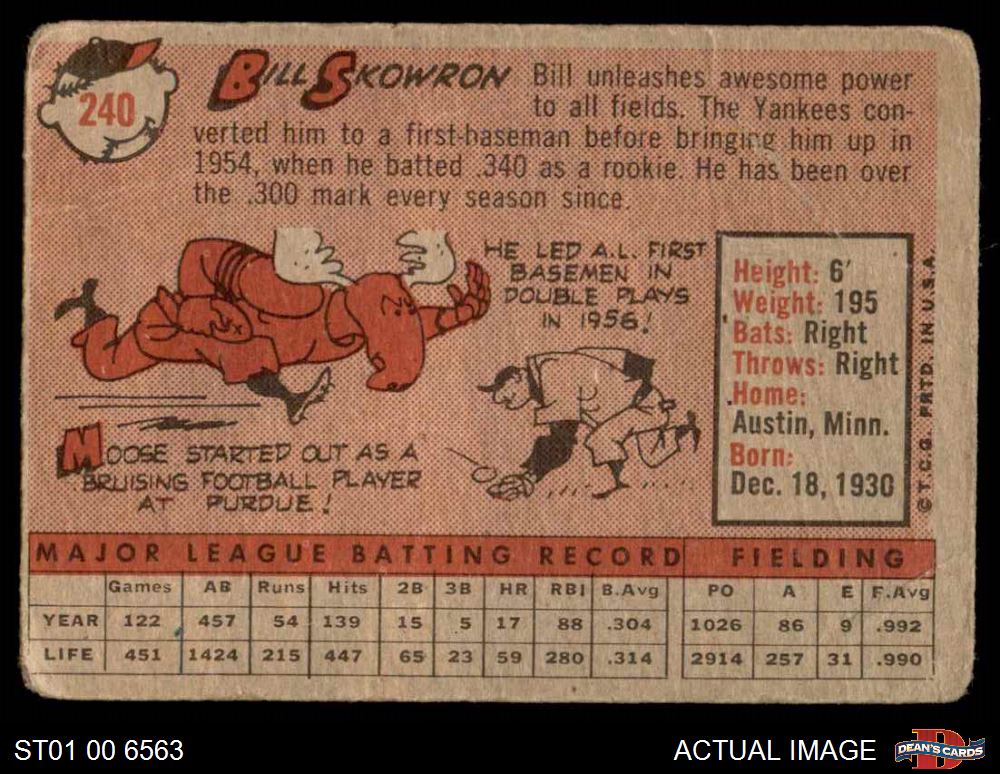 240
BILL SKOWRON
Bill unleashes awesome power
to all fields. The Yankees con-
verted him to a first-baseman before bringing him up in
1954, when he batted .340 as a rookie. He has been over
the .300 mark every season since.
HE LED A.L. FIRST
BASEMEN IN
DOUBLE PLAYS
IN 1956!
MOOSE STARTED OUT AS A
BRUISING FOOTBALL PLAYER
AT PURDUE!
Height: 6'
Weight: 195
Bats: Right
Throws: Right
Home:
Austin, Minn.
Born:
Dec. 18, 1930
© T.C.G. PRTD. IN U.S.A.
MAJOR LEAGUE BATTING RECORD FIELDING
Games AB Runs Hits 2B 3B HR RBI B.Avg PO A E F.Avg
YEAR 122 457 54 139 15 5 17 88 .304 1026 86 9 .992
LIFE 451 1424 215 447 65 23 59 280 .314 2914 257 31 .990
ST01 00 6563
ACTUAL IMAGE
DEAN'S CARDS